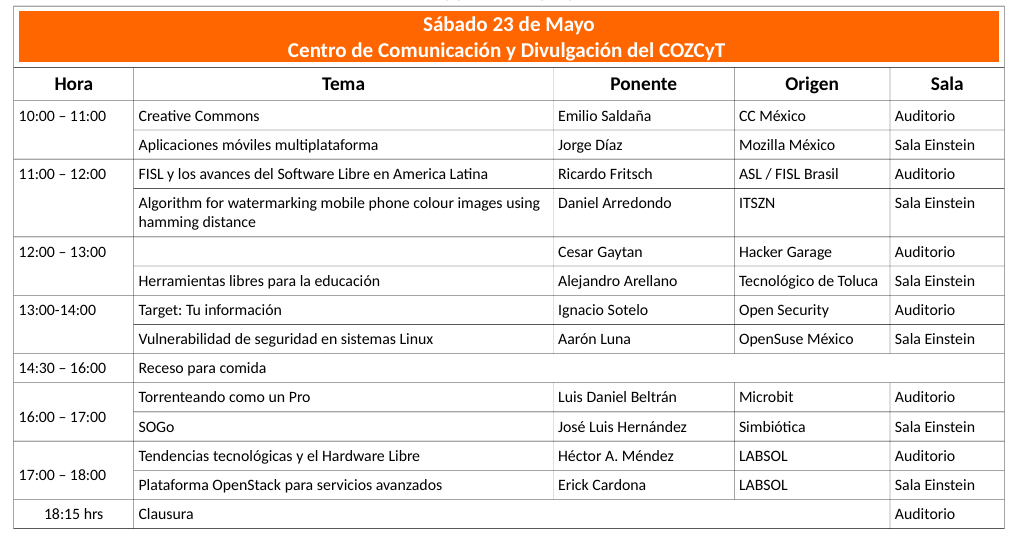 Sábado 23 de Mayo
Centro de Comunicación y Divulgación del COZCyT
Hora Tema Ponente Origen Sala
10:00 – 11:00 Creative Commons Emilio Saldaña CC México Auditorio
Aplicaciones móviles multiplataforma Jorge Díaz Mozilla México Sala Einstein
11:00 – 12:00 FISL y los avances del Software Libre en America Latina Ricardo Fritsch ASL / FISL Brasil Auditorio
Algorithm for watermarking mobile phone colour images using Daniel Arredondo ITSZN Sala Einstein
hamming distance
12:00 – 13:00 Cesar Gaytan Hacker Garage Auditorio
Herramientas libres para la educación Alejandro Arellano Tecnológico de Toluca Sala Einstein
13:00-14:00 Target: Tu información Ignacio Sotelo Open Security Auditorio
Vulnerabilidad de seguridad en sistemas Linux Aarón Luna OpenSuse México Sala Einstein
14:30 – 16:00 Receso para comida
16:00 – 17:00 Torrenteando como un Pro Luis Daniel Beltrán Microbit Auditorio
SOGo José Luis Hernández Simbiótica Sala Einstein
17:00 – 18:00 Tendencias tecnológicas y el Hardware Libre Héctor A. Méndez LABSOL Auditorio
Plataforma OpenStack para servicios avanzados Erick Cardona LABSOL Sala Einstein
18:15 hrs Clausura Auditorio